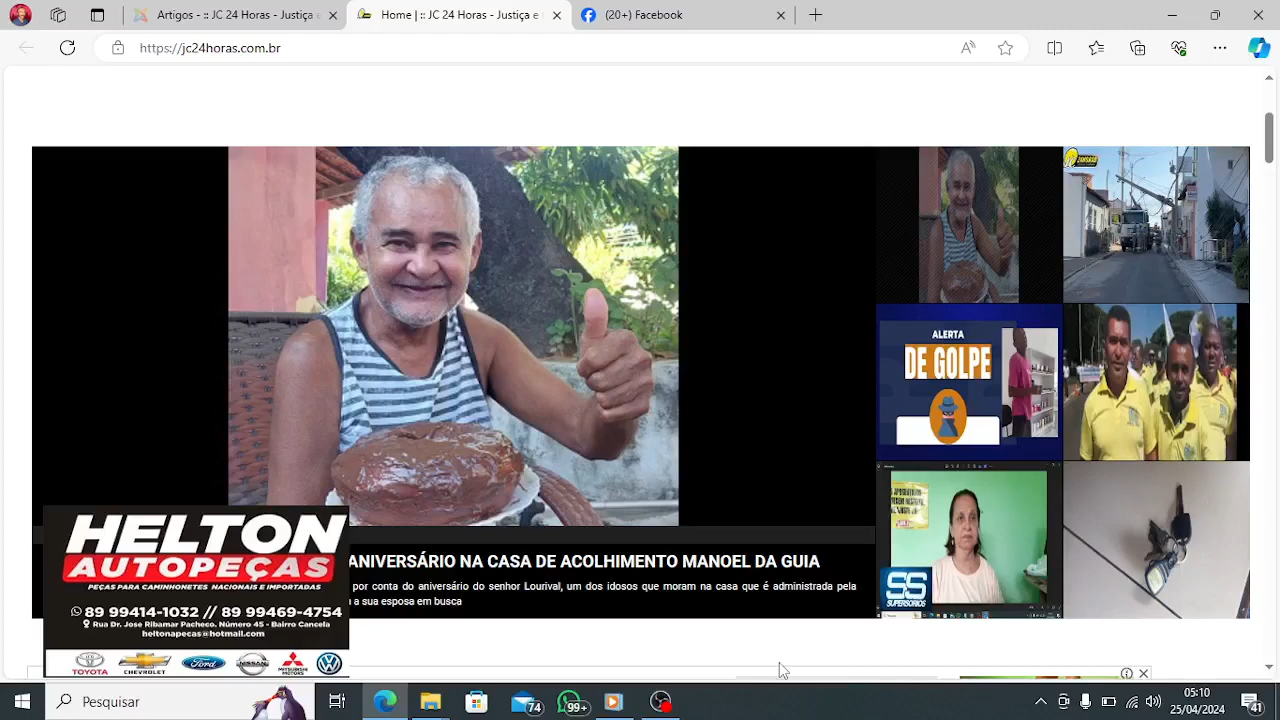 Artigos - :: JC 24 Horas - Justiça e
Home | :: JC 24 Horas - Justiça e
(20+) Facebook
https://jc24horas.com.br
ALERTA
DE GOLPE
SS
SUPERSÓRIOS
ANIVERSÁRIO NA CASA DE ACOLHIMENTO MANOEL DA GUIA
por conta do aniversário do senhor Lourival, um dos idosos que moram na casa que é administrada pela
a sua esposa em busca
HELTON
AUTOPEÇAS
PEÇAS PARA CAMINHONETES NACIONAIS E IMPORTADAS
89 99414-1032 // 89 99469-4754
Rua Dr. Jose Ribamar Pacheco. Número 45 - Bairro Cancela
heltonapecas@hotmail.com
TOYOTA
CHEVROLET
Ford
NISSAN
MITSUBISHI
MOTORS
Pesquisar
74
99+
05:10
25/04/2024
41